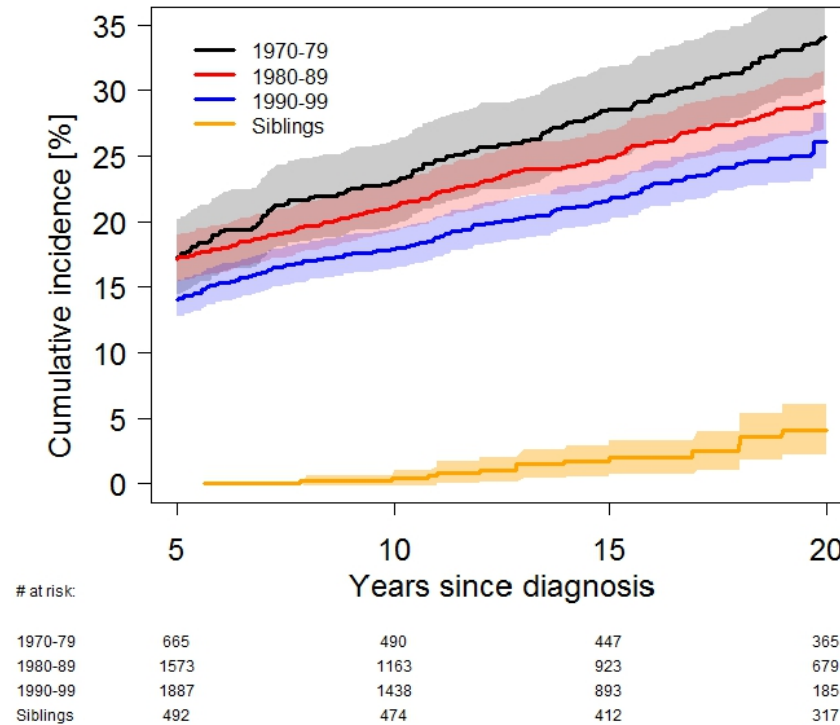 35
30
25
20
15
10
5
0
Cumulative incidence [%]
1970-79
1980-89
1990-99
Siblings
5 10 15 20
Years since diagnosis
# at risk:
1970-79 665 490 447 365
1980-89 1573 1163 923 679
1990-99 1887 1438 893 185
Siblings 492 474 412 317